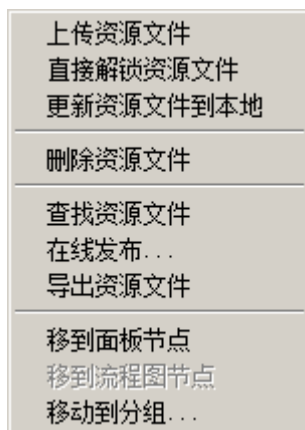 上传资源文件
直接解锁资源文件
更新资源文件到本地
删除资源文件
查找资源文件
在线发布...
导出资源文件
移到面板节点
移到流程图节点
移动到分组...